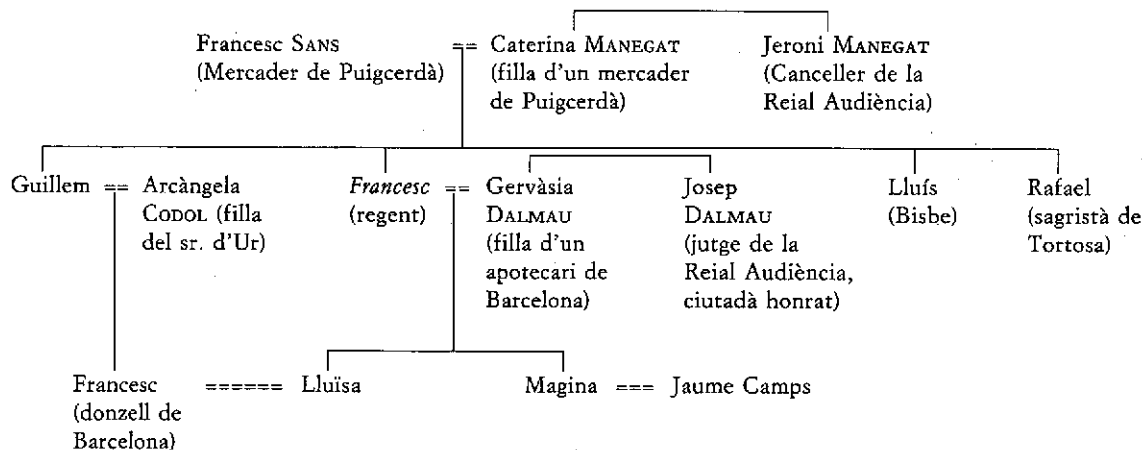 Francesc SANS == Caterina MANEGAT Jeroni MANEGAT
(Mercader de Puigcerdà) (filla d'un mercader (Canceller de la
de Puigcerdà) Reial Audiència)
Guillem == Arcàngela Francesc == Gervàsia Josep Lluís Rafael
CODOL (filla (regent) DALMAU DALMAU (Bisbe) (sagristà de
del sr. d'Ur) (filla d'un (jutge de la Tortosa)
apotecari de Reial Audiència,
Barcelona) ciutadà honrat)
Francesc ====== Lluïsa Magina === Jaume Camps
(donzell de
Barcelona)